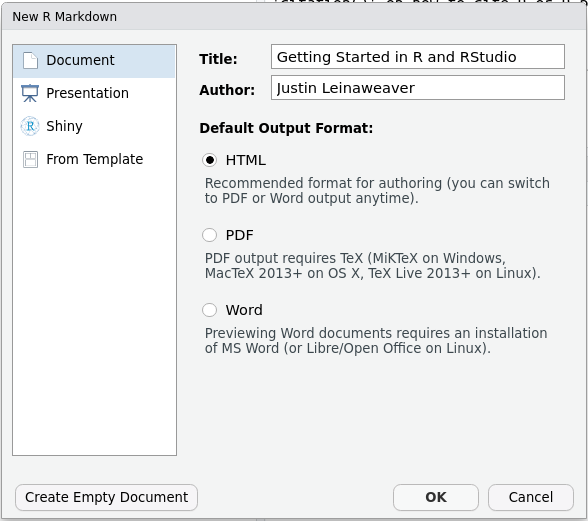 New R Markdown
Document
Presentation
Shiny
From Template
Title: Getting Started in R and RStudio
Author: Justin Leinaweaver
Default Output Format:
HTML
Recommended format for authoring (you can switch
to PDF or Word output anytime).
PDF
PDF output requires TeX (MiKTeX on Windows,
MacTeX 2013+ on OS X, TeX Live 2013+ on Linux).
Word
Previewing Word documents requires an installation
of MS Word (or Libre/Open Office on Linux).
Create Empty Document
OK
Cancel